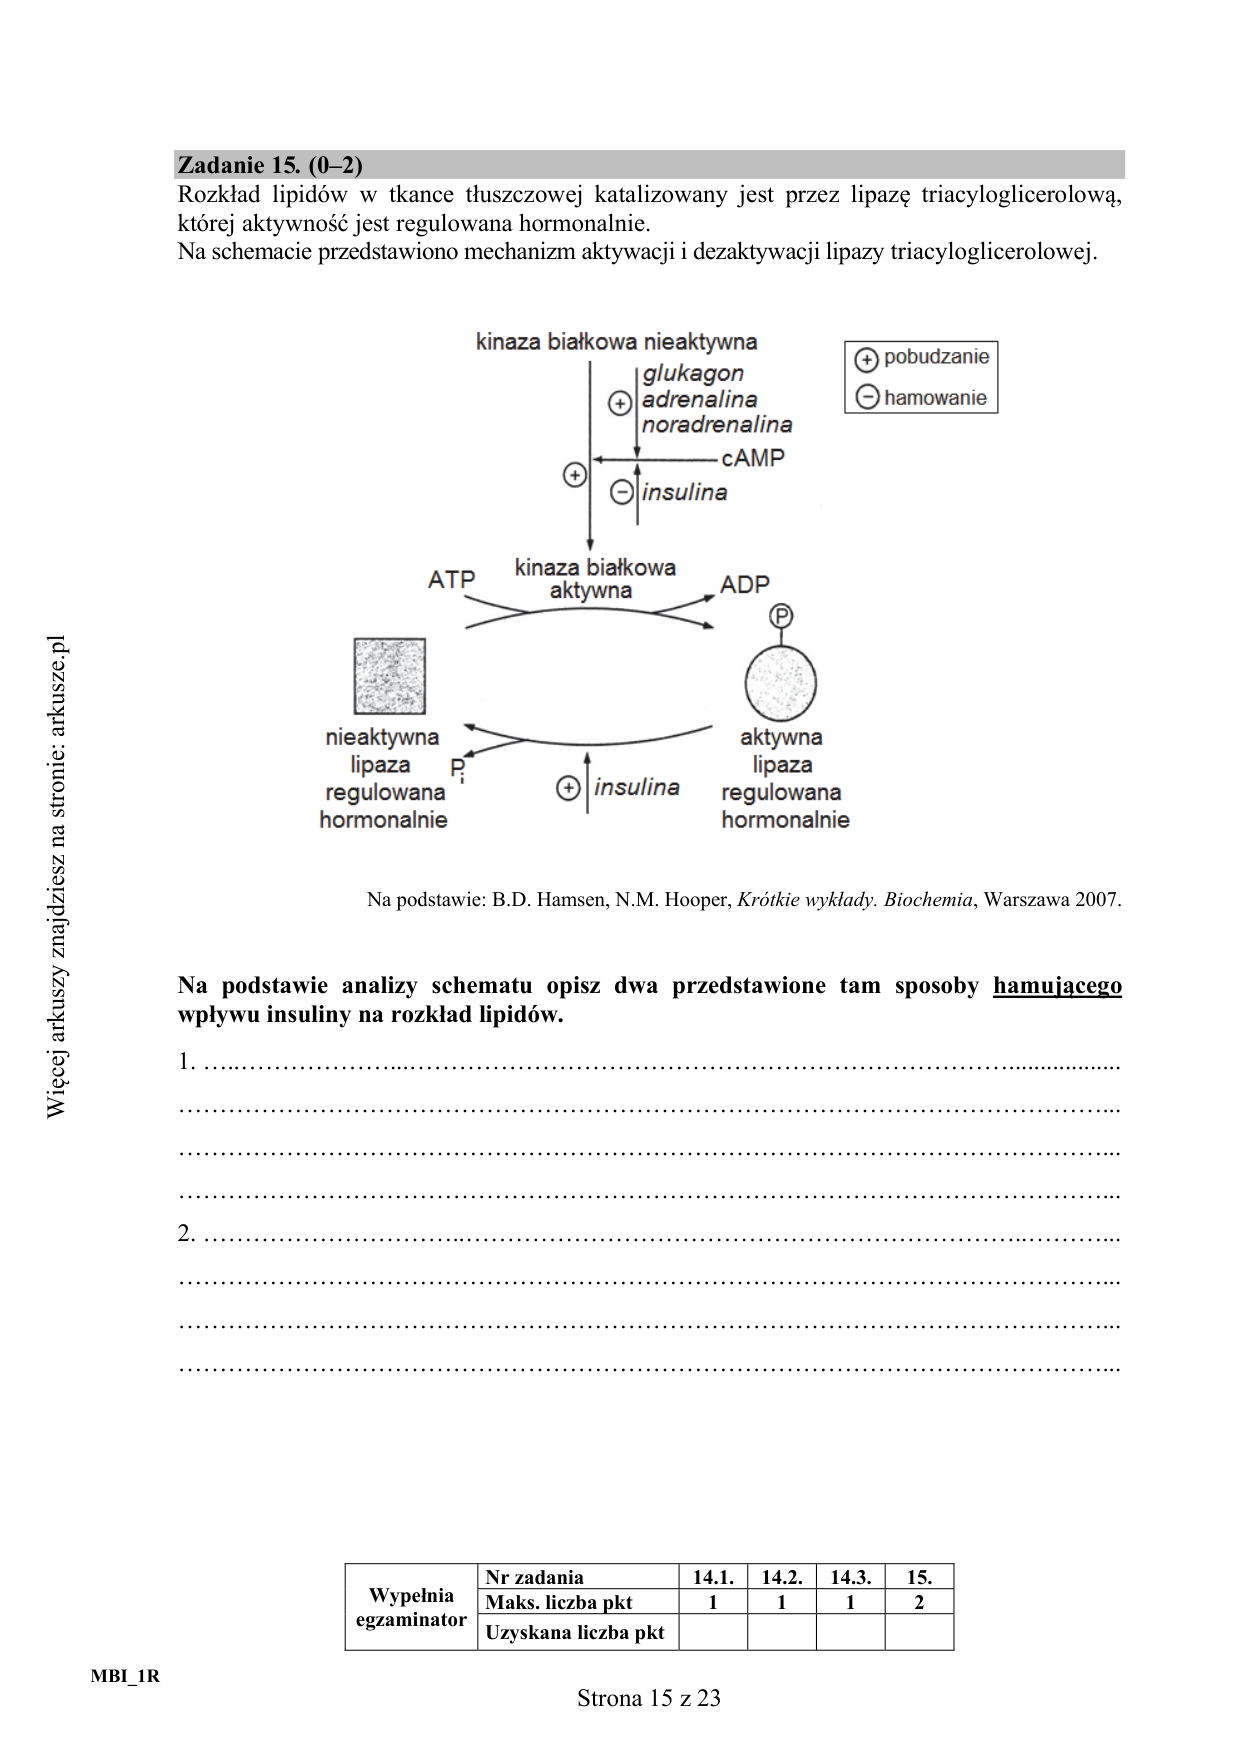 Zadanie 15. (0–2)
Rozkład lipidów w tkance tłuszczowej katalizowany jest przez lipazę triacyloglicerolową,
której aktywność jest regulowana hormonalnie.
Na schemacie przedstawiono mechanizm aktywacji i dezaktywacji lipazy triacyloglicerolowej.
kinaza białkowa nieaktywna
+ pobudzanie
− hamowanie
glukagon
+ adrenalina
noradrenalina
cAMP
+
− insulina
kinaza białkowa
aktywna
ATP
ADP
P
nieaktywna
lipaza
regulowana
hormonalnie
Pi
+ insulina
aktywna
lipaza
regulowana
hormonalnie
Na podstawie: B.D. Hamsen, N.M. Hooper, Krótkie wykłady. Biochemia, Warszawa 2007.
Na podstawie analizy schematu opisz dwa przedstawione tam sposoby hamującego
wpływu insuliny na rozkład lipidów.
1. ………………………………………………………………………………
……………………………………………………………………………………
……………………………………………………………………………………
……………………………………………………………………………………
2. ………………………………………………………………………………
……………………………………………………………………………………
……………………………………………………………………………………
……………………………………………………………………………………
Wypełnia
egzaminator
Nr zadania 14.1. 14.2. 14.3. 15.
Maks. liczba pkt 1 1 1 2
Uzyskana liczba pkt
MBI_1R
Strona 15 z 23
Więcej arkuszy znajdziesz na stronie: arkusze.pl